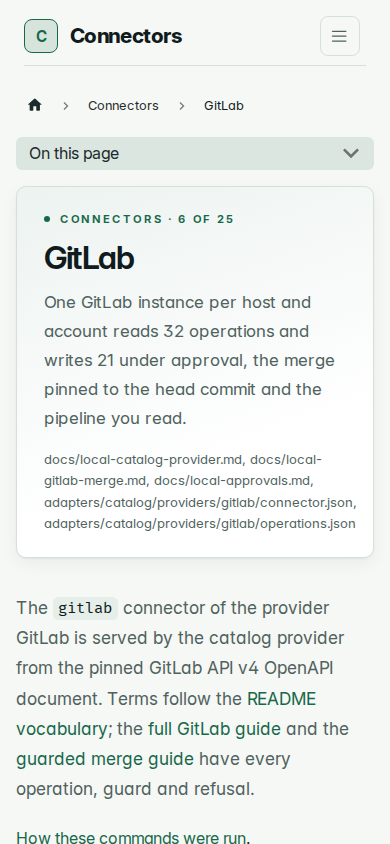 C Connectors
Connectors GitLab
On this page
CONNECTORS · 6 OF 25
GitLab
One GitLab instance per host and
account reads 32 operations and
writes 21 under approval, the merge
pinned to the head commit and the
pipeline you read.
docs/local-catalog-provider.md, docs/local-
gitlab-merge.md, docs/local-approvals.md,
adapters/catalog/providers/gitlab/connector.json,
adapters/catalog/providers/gitlab/operations.json
The gitlab connector of the provider
GitLab is served by the catalog provider
from the pinned GitLab API v4 OpenAPI
document. Terms follow the README
vocabulary; the full GitLab guide and the
guarded merge guide have every
operation, guard and refusal.
How these commands were run.